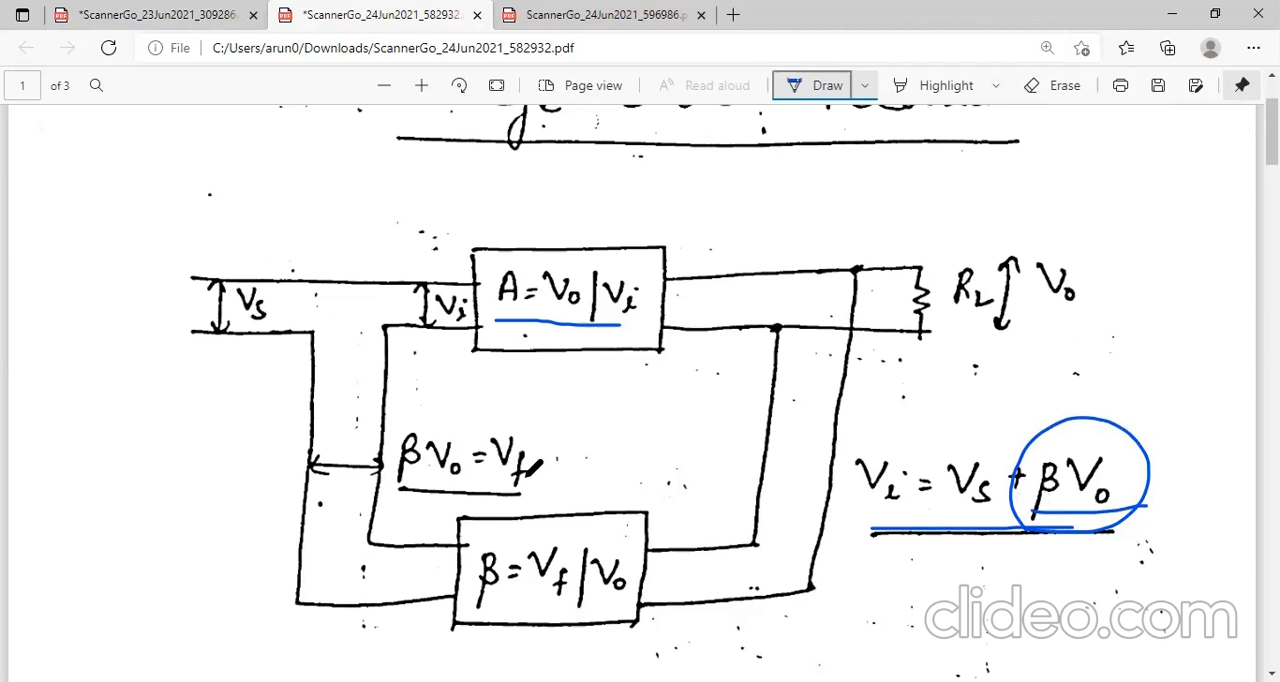 *ScannerGo_23Jun2021_309286.
*ScannerGo_24Jun2021_582932.
ScannerGo_24Jun2021_596986.p
File
C:/Users/arun0/Downloads/ScannerGo_24Jun2021_582932.pdf
1 of 3
Page view
Read aloud
Draw
Highlight
Erase
Vs
Vi
A = Vo | Vi
RL
Vo
βVo = Vf
Vi = Vs + βVo
β = Vf | Vo
clideo.com